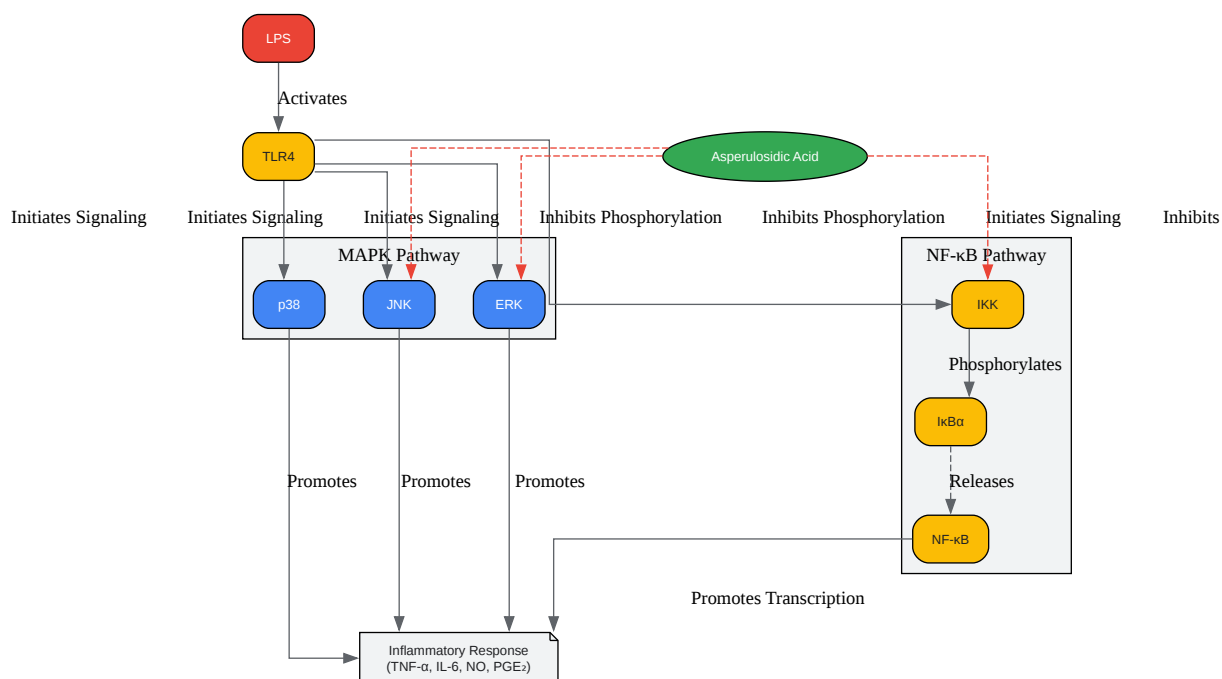 LPS
Activates
TLR4
Asperulosidic Acid
Initiates Signaling
Initiates Signaling
Initiates Signaling
Inhibits Phosphorylation
Inhibits Phosphorylation
Initiates Signaling
Inhibits
MAPK Pathway
NF-κB Pathway
p38
JNK
ERK
IKK
Phosphorylates
IκBα
Promotes
Promotes
Promotes
Releases
NF-κB
Promotes Transcription
Inflammatory Response
(TNF-α, IL-6, NO, PGE₂)